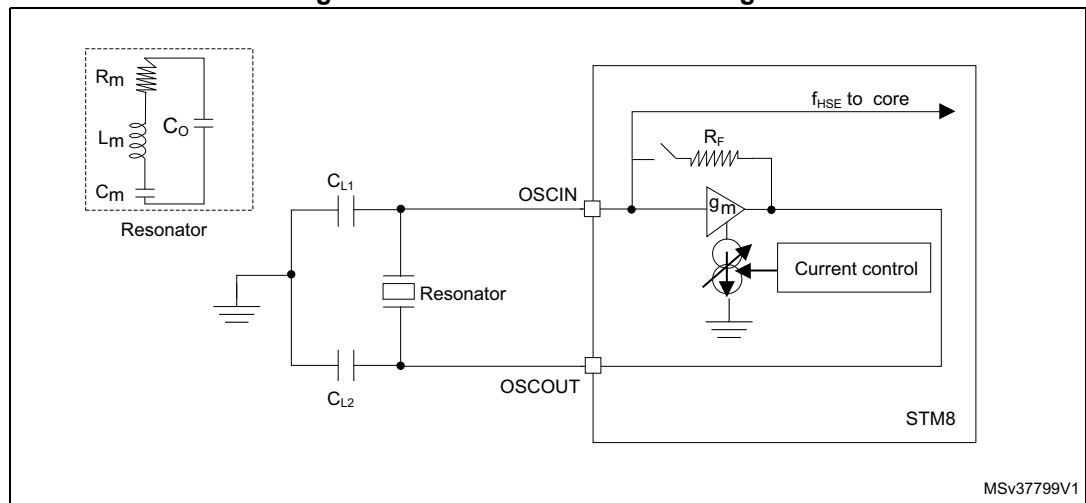 Rm
Lm
CO
Cm
Resonator
CL1
CL2
Resonator
OSCIN
OSCOUT
fHSE to core
RF
gm
Current control
STM8
MSv37799V1